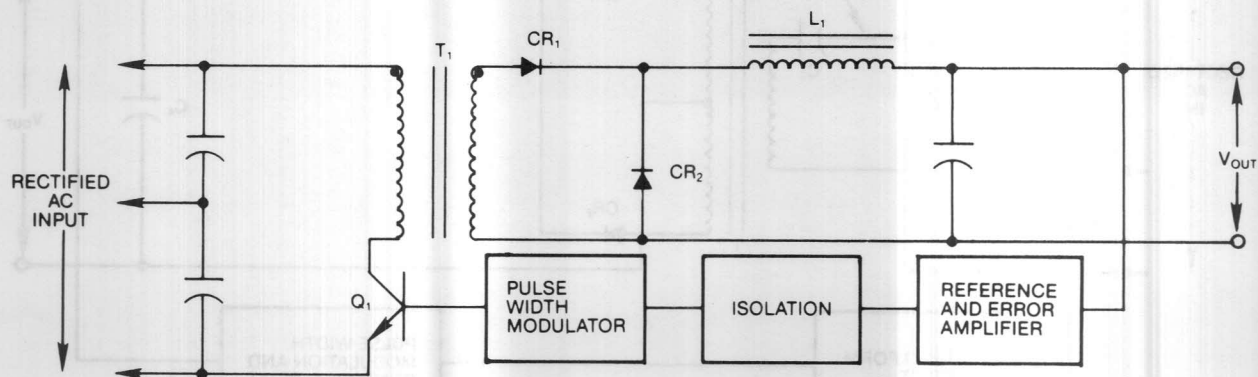 T1
CR1
L1
RECTIFIED
AC
INPUT
CR2
VOUT
Q1
PULSE
WIDTH
MODULATOR
ISOLATION
REFERENCE
AND ERROR
AMPLIFIER